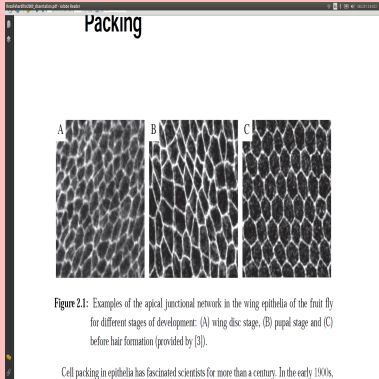 Packing
A B C
Figure 2.1: Examples of the apical junctional network in the wing epithelia of the fruit fly
for different stages of development: (A) wing disc stage, (B) pupal stage and (C)
before hair formation (provided by [3]).
Cell packing in epithelia has fascinated scientists for more than a century. In the early 1900s,